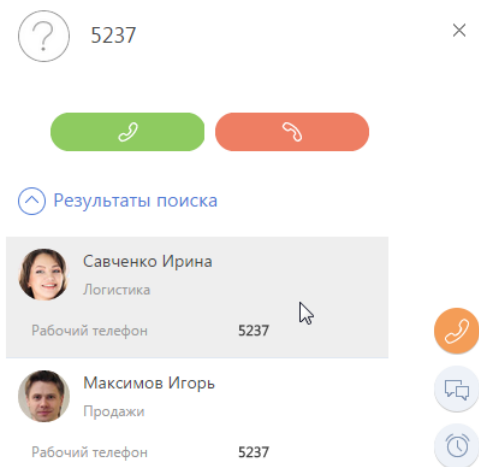 5237
Результаты поиска
Савченко Ирина
Логистика
Рабочий телефон 5237
Максимов Игорь
Продажи
Рабочий телефон 5237